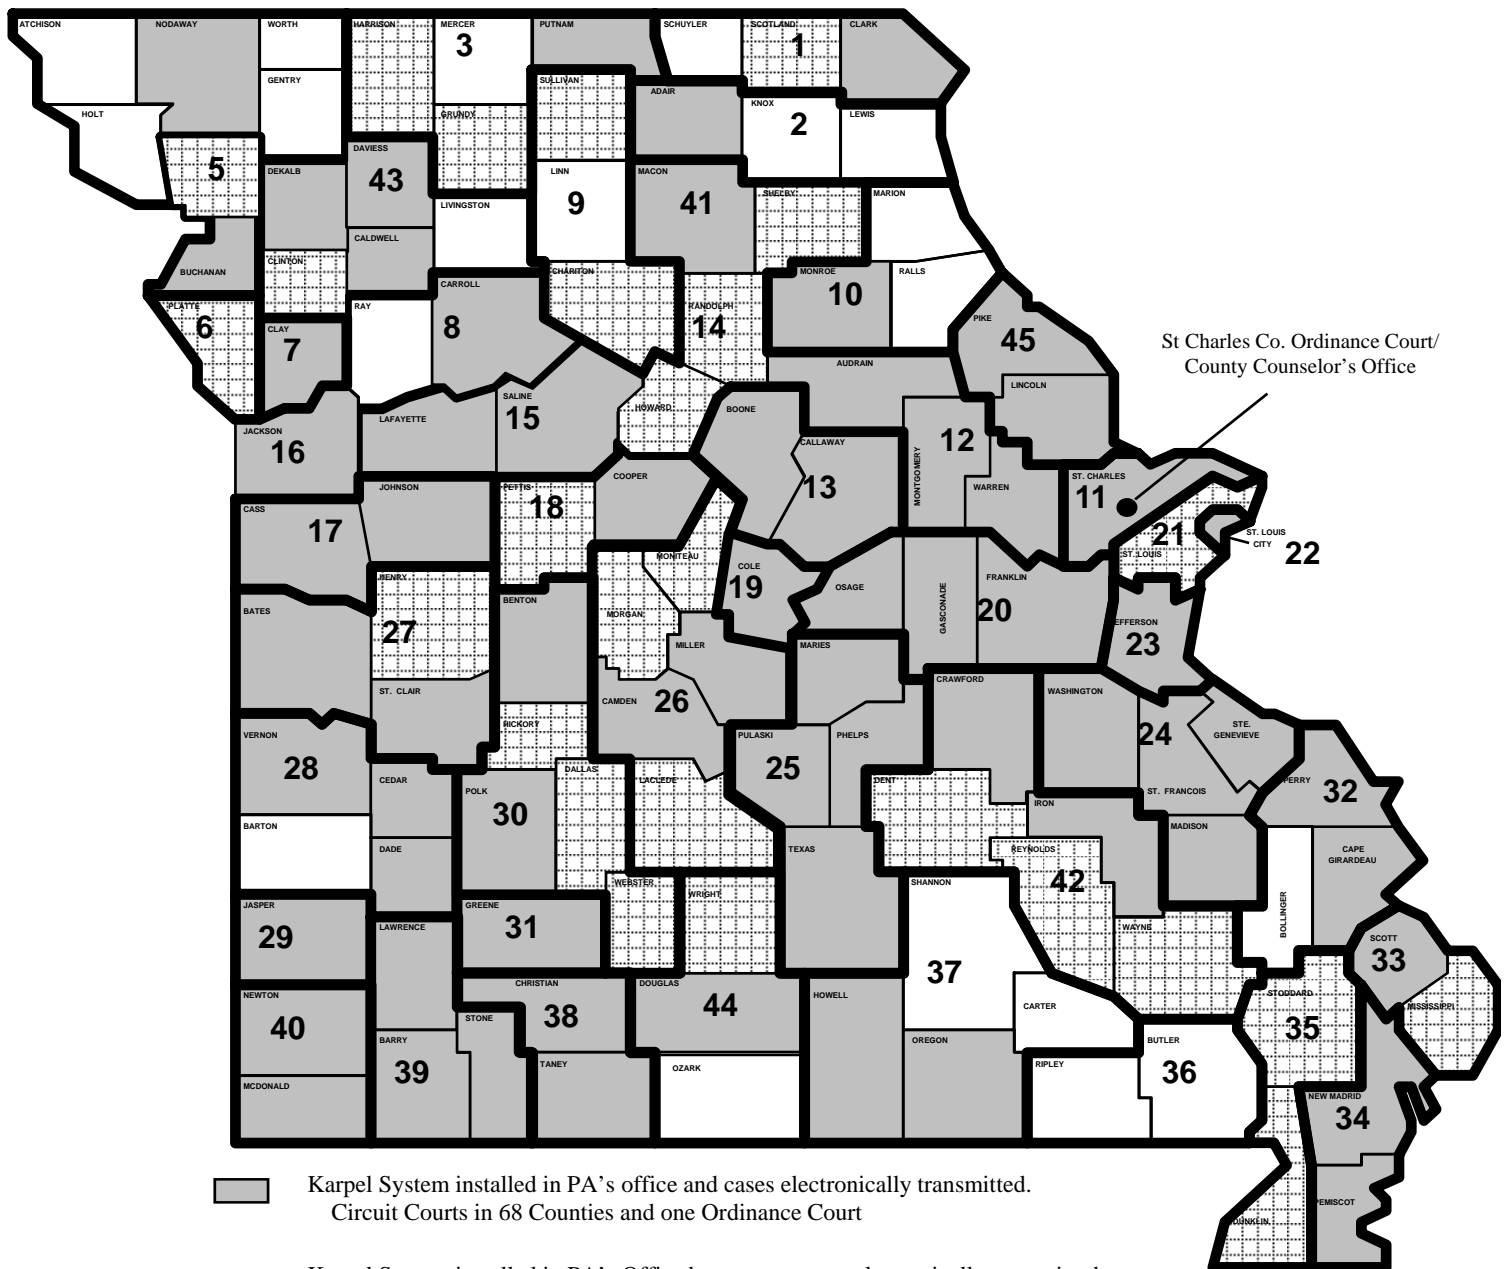 ATCHISON
NODAWAY
WORTH
HARRISON
MERCER
3
PUTNAM
SCHUYLER
SCOTLAND
1
CLARK
GENTRY
SULLIVAN
ADAIR
HOLT
GRUNDY
KNOX
2
LEWIS
5
DAVIESS
43
DEKALB
LINN
9
MACON
41
SHELBY
MARION
LIVINGSTON
CALDWELL
CLINTON
BUCHANAN
CHARITON
MONROE
10
RALLS
CARROLL
8
PLATTE
6
RAY
RANDOLPH
14
PIKE
45
CLAY
7
St Charles Co. Ordinance Court/
County Counselor's Office
AUDRAIN
LINCOLN
SALINE
15
HOWARD
BOONE
LAFAYETTE
JACKSON
16
12
CALLAWAY
13
MONTGOMERY
WARREN
COOPER
ST. CHARLES
11
JOHNSON
PETTIS
18
CASS
17
21
ST. LOUIS
ST. LOUIS
CITY
22
MONITEAU
COLE
19
HENRY
27
OSAGE
GASCONADE
FRANKLIN
20
BENTON
BATES
MORGAN
EFFERSON
23
MILLER
MARIES
ST. CLAIR
CAMDEN
26
CRAWFORD
WASHINGTON
HICKORY
VERNON
28
PULASKI
25
PHELPS
24
STE.
GENEVIEVE
CEDAR
DALLAS
LACLEDE
DENT
POLK
30
ST. FRANCOIS
PERRY
32
IRON
BARTON
MADISON
DADE
TEXAS
REYNOLDS
42
CAPE
GIRARDEAU
WEBSTER
WRIGHT
SHANNON
BOLLINGER
JASPER
29
GREENE
31
LAWRENCE
WAYNE
SCOTT
33
37
NEWTON
40
CHRISTIAN
38
DOUGLAS
44
HOWELL
STODDARD
35
MISSISSIPPI
STONE
CARTER
BARRY
39
OREGON
BUTLER
36
TANEY
OZARK
RIPLEY
MCDONALD
NEW MADRID
34
PEMISCOT
DUNKLIN
Karpel System installed in PA's office and cases electronically transmitted.
Circuit Courts in 68 Counties and one Ordinance Court